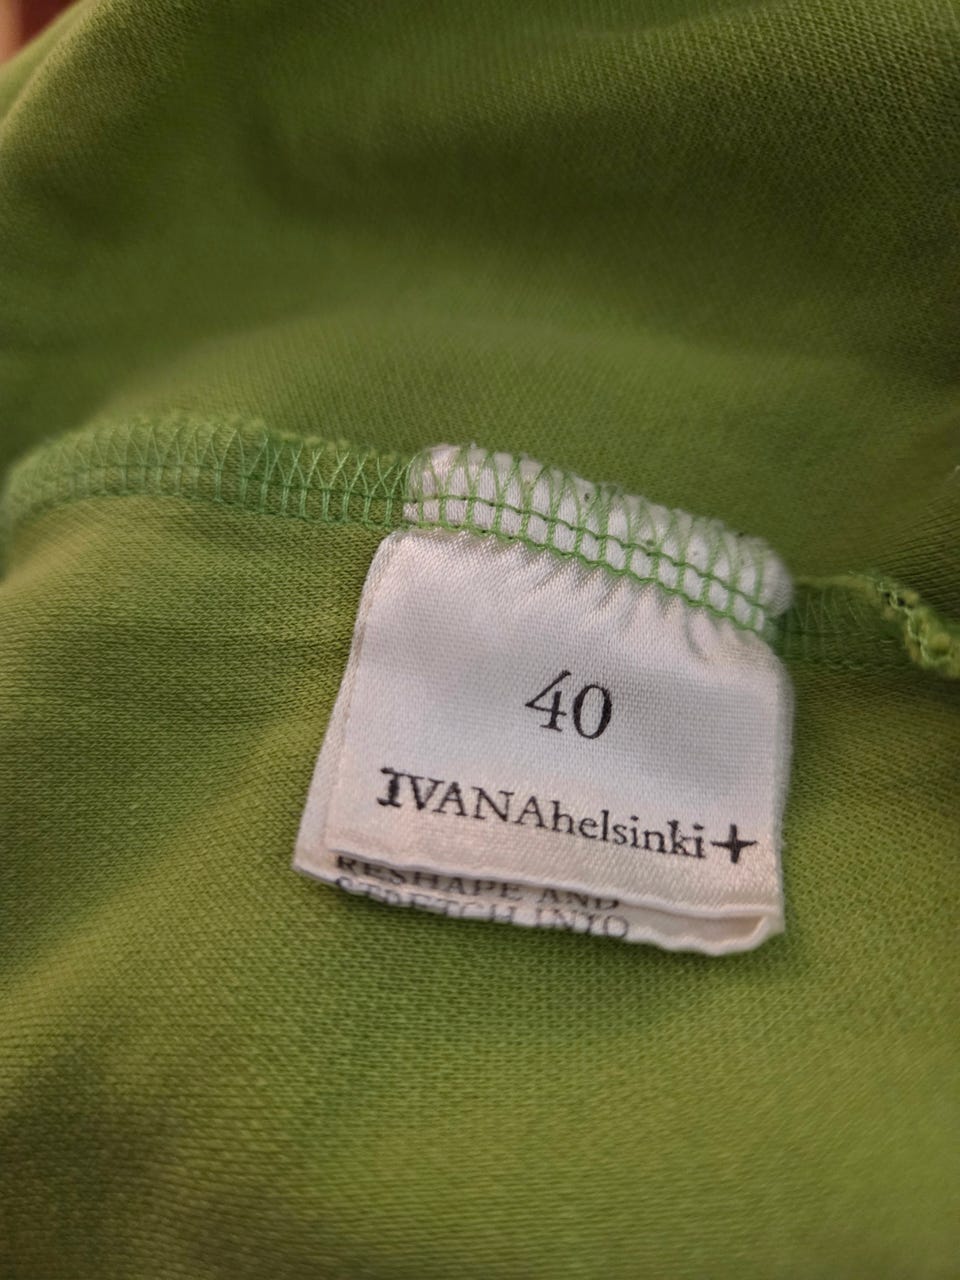 40
IVANAhelsinki+
RESHAPE AND
STRETCH INTO